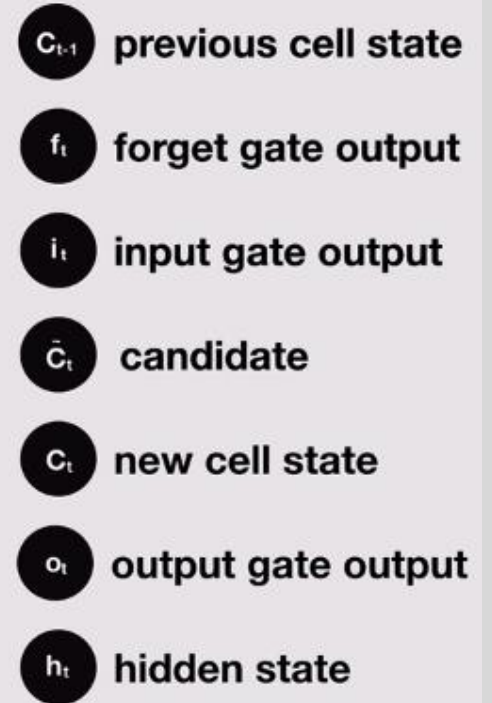 Cₜ₋₁ previous cell state
fₜ forget gate output
iₜ input gate output
C̃ₜ candidate
Cₜ new cell state
oₜ output gate output
hₜ hidden state